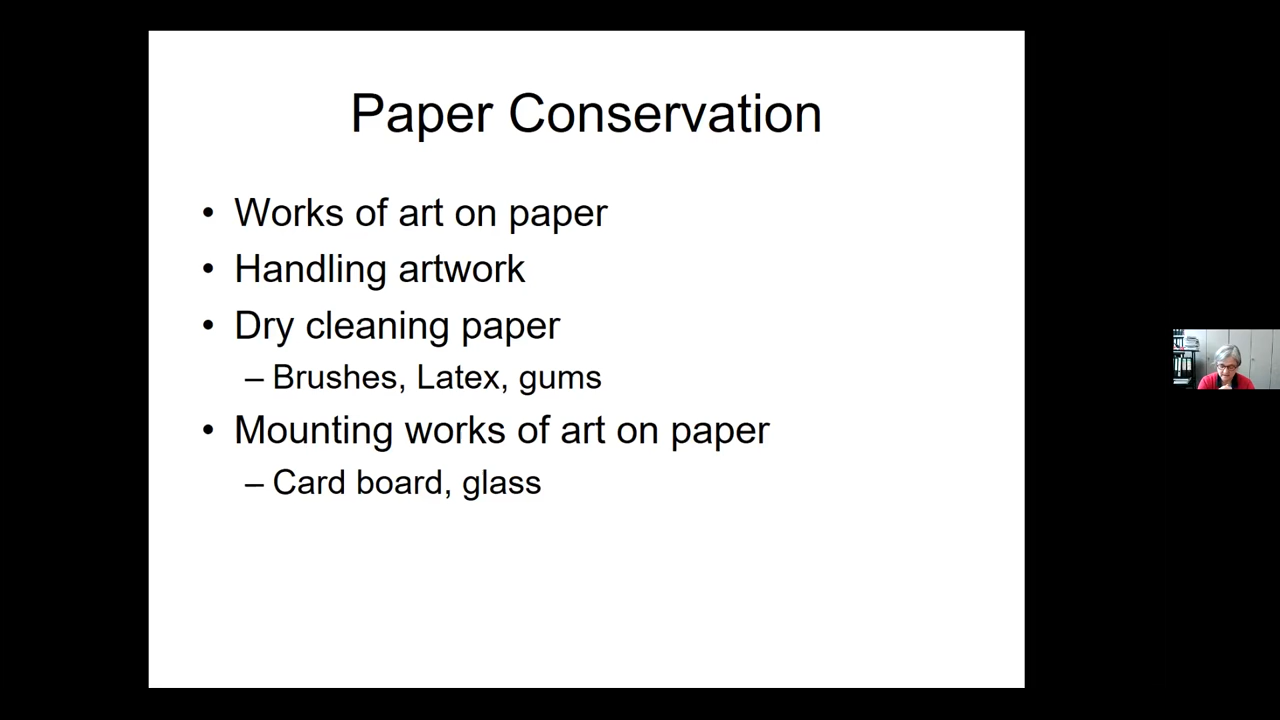 Paper Conservation
• Works of art on paper
• Handling artwork
• Dry cleaning paper
– Brushes, Latex, gums
• Mounting works of art on paper
– Card board, glass